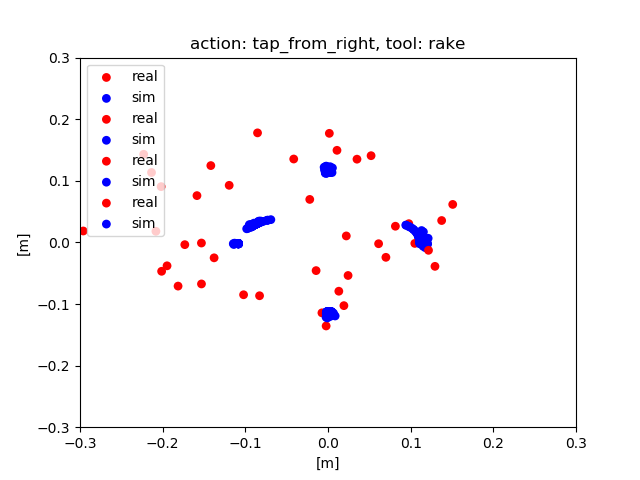 action: tap_from_right, tool: rake
real
sim
real
sim
real
sim
real
sim
[m]
0.3
0.2
0.1
0.0
−0.1
−0.2
−0.3
−0.3
−0.2
−0.1
0.0
0.1
0.2
0.3
[m]